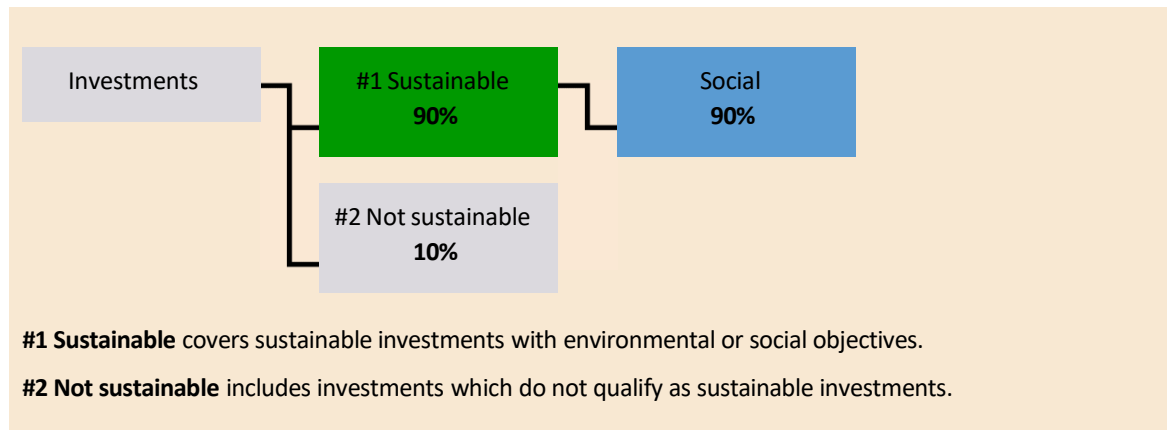 Investments
#1 Sustainable
90%
Social
90%
#2 Not sustainable
10%
#1 Sustainable covers sustainable investments with environmental or social objectives.
#2 Not sustainable includes investments which do not qualify as sustainable investments.